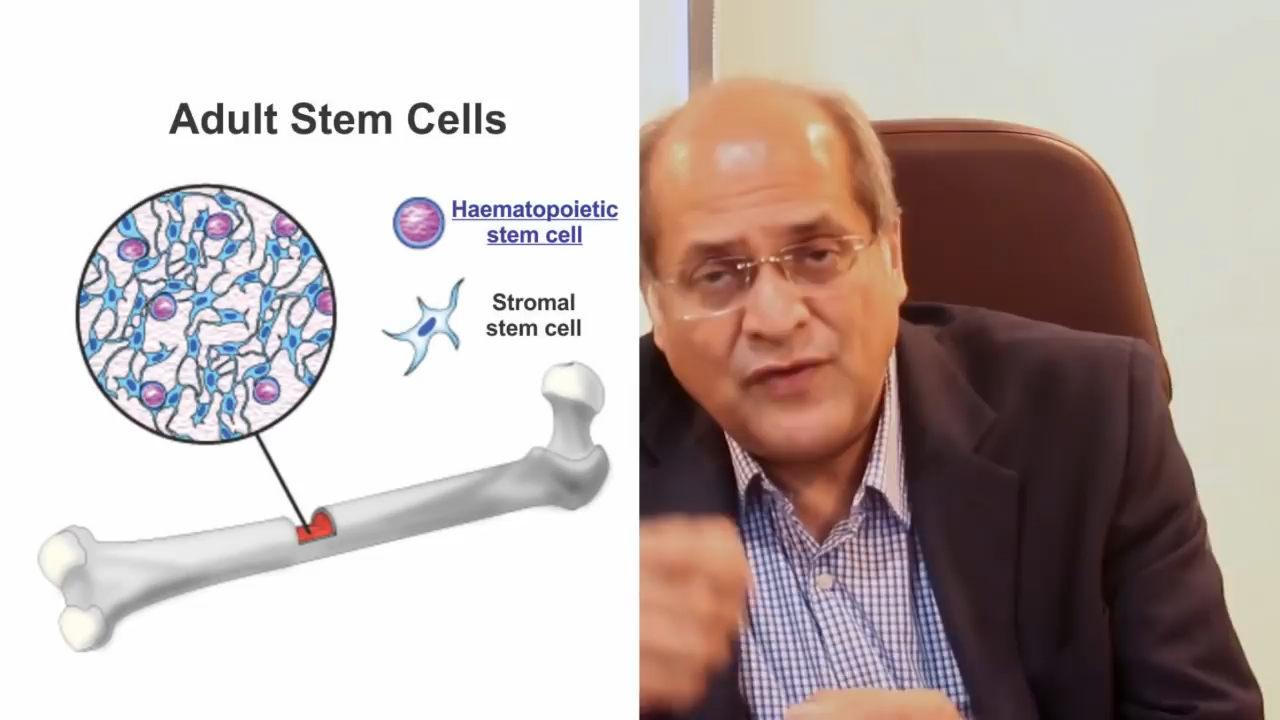 Adult Stem Cells
Haematopoietic
stem cell
Stromal
stem cell